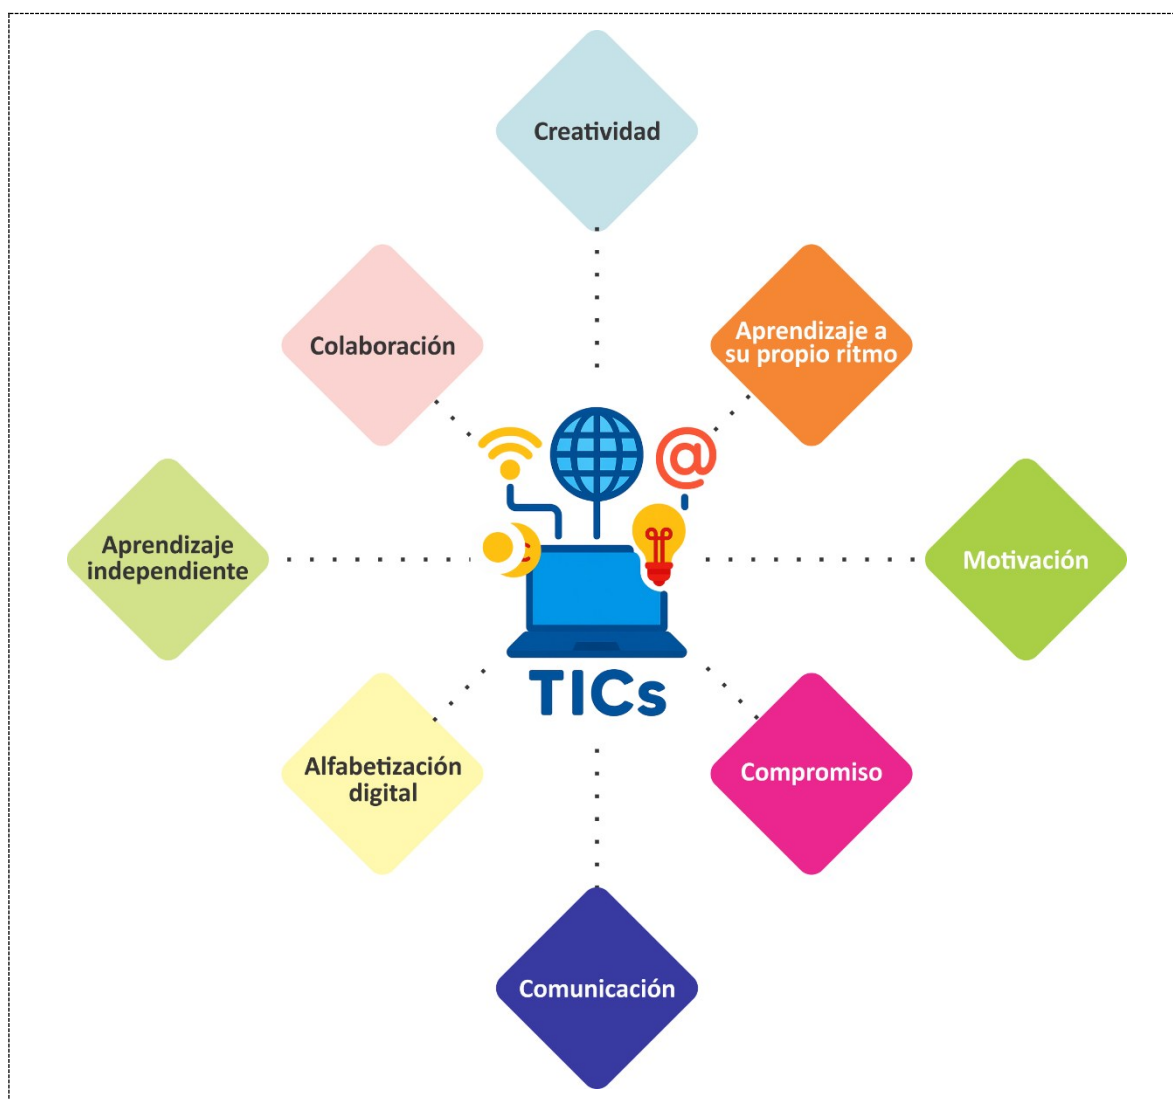 Creatividad
Colaboración
Aprendizaje a
su propio ritmo
Aprendizaje
independiente
Motivación
TICs
Alfabetización
digital
Compromiso
Comunicación